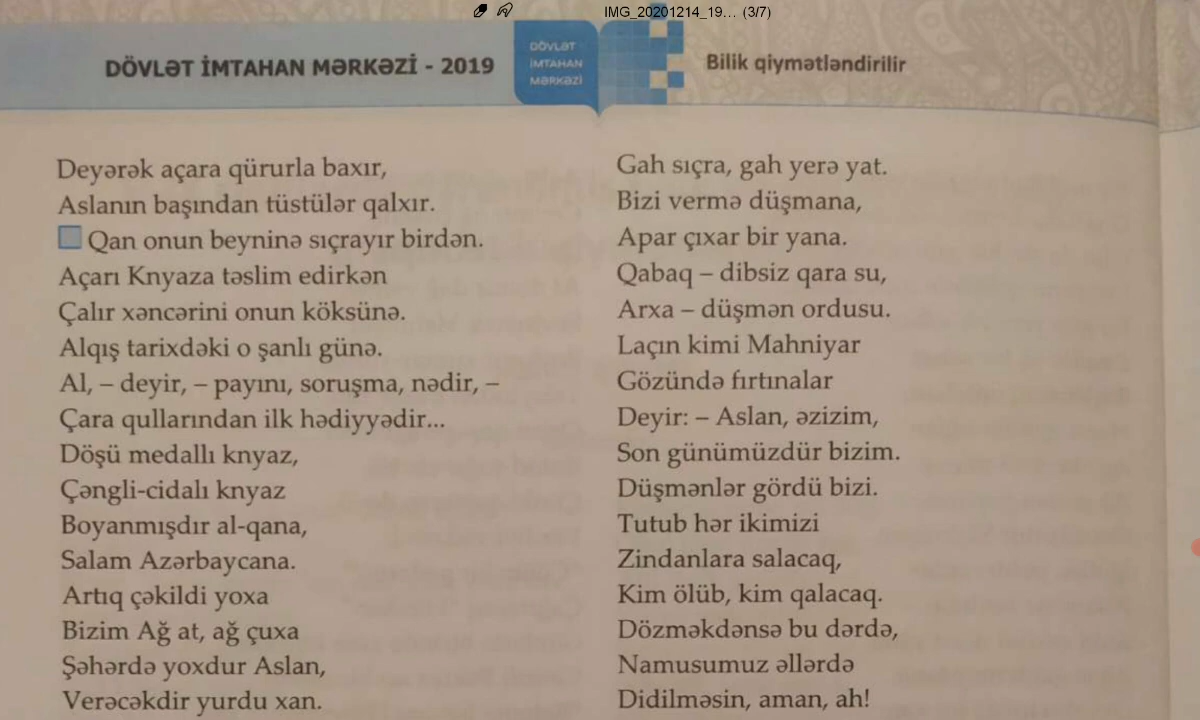 IMG_20201214_19... (3/7)
DÖVLƏT İMTAHAN MƏRKƏZİ - 2019
DÖVLƏT
İMTAHAN
MƏRKƏZİ
Bilik qiymətləndirilir
Deyərək açara qürurla baxır,
Aslanın başından tüstülər qalxır.
Qan onun beyninə sıçrayır birdən.
Açarı Knyaza təslim edirkən
Çalır xəncərini onun köksünə.
Alqış tarixdəki o şanlı günə.
Al, – deyir, – payını, soruşma, nədir, –
Çara qullarından ilk hədiyyədir...
Döşü medallı knyaz,
Çəngli-cidalı knyaz
Boyanmışdır al-qana,
Salam Azərbaycana.
Artıq çəkildi yoxa
Bizim Ağ at, ağ çuxa
Şəhərdə yoxdur Aslan,
Verəcəkdir yurdu xan.
Gah sıçra, gah yerə yat.
Bizi vermə düşmana,
Apar çıxar bir yana.
Qabaq – dibsiz qara su,
Arxa – düşmən ordusu.
Laçın kimi Mahniyar
Gözündə fırtınalar
Deyir: – Aslan, əzizim,
Son günümüzdür bizim.
Düşmənlər gördü bizi.
Tutub hər ikimizi
Zindanlara salacaq,
Kim ölüb, kim qalacaq.
Dözməkdənsə bu dərdə,
Namusumuz əllərdə
Didilməsin, aman, ah!